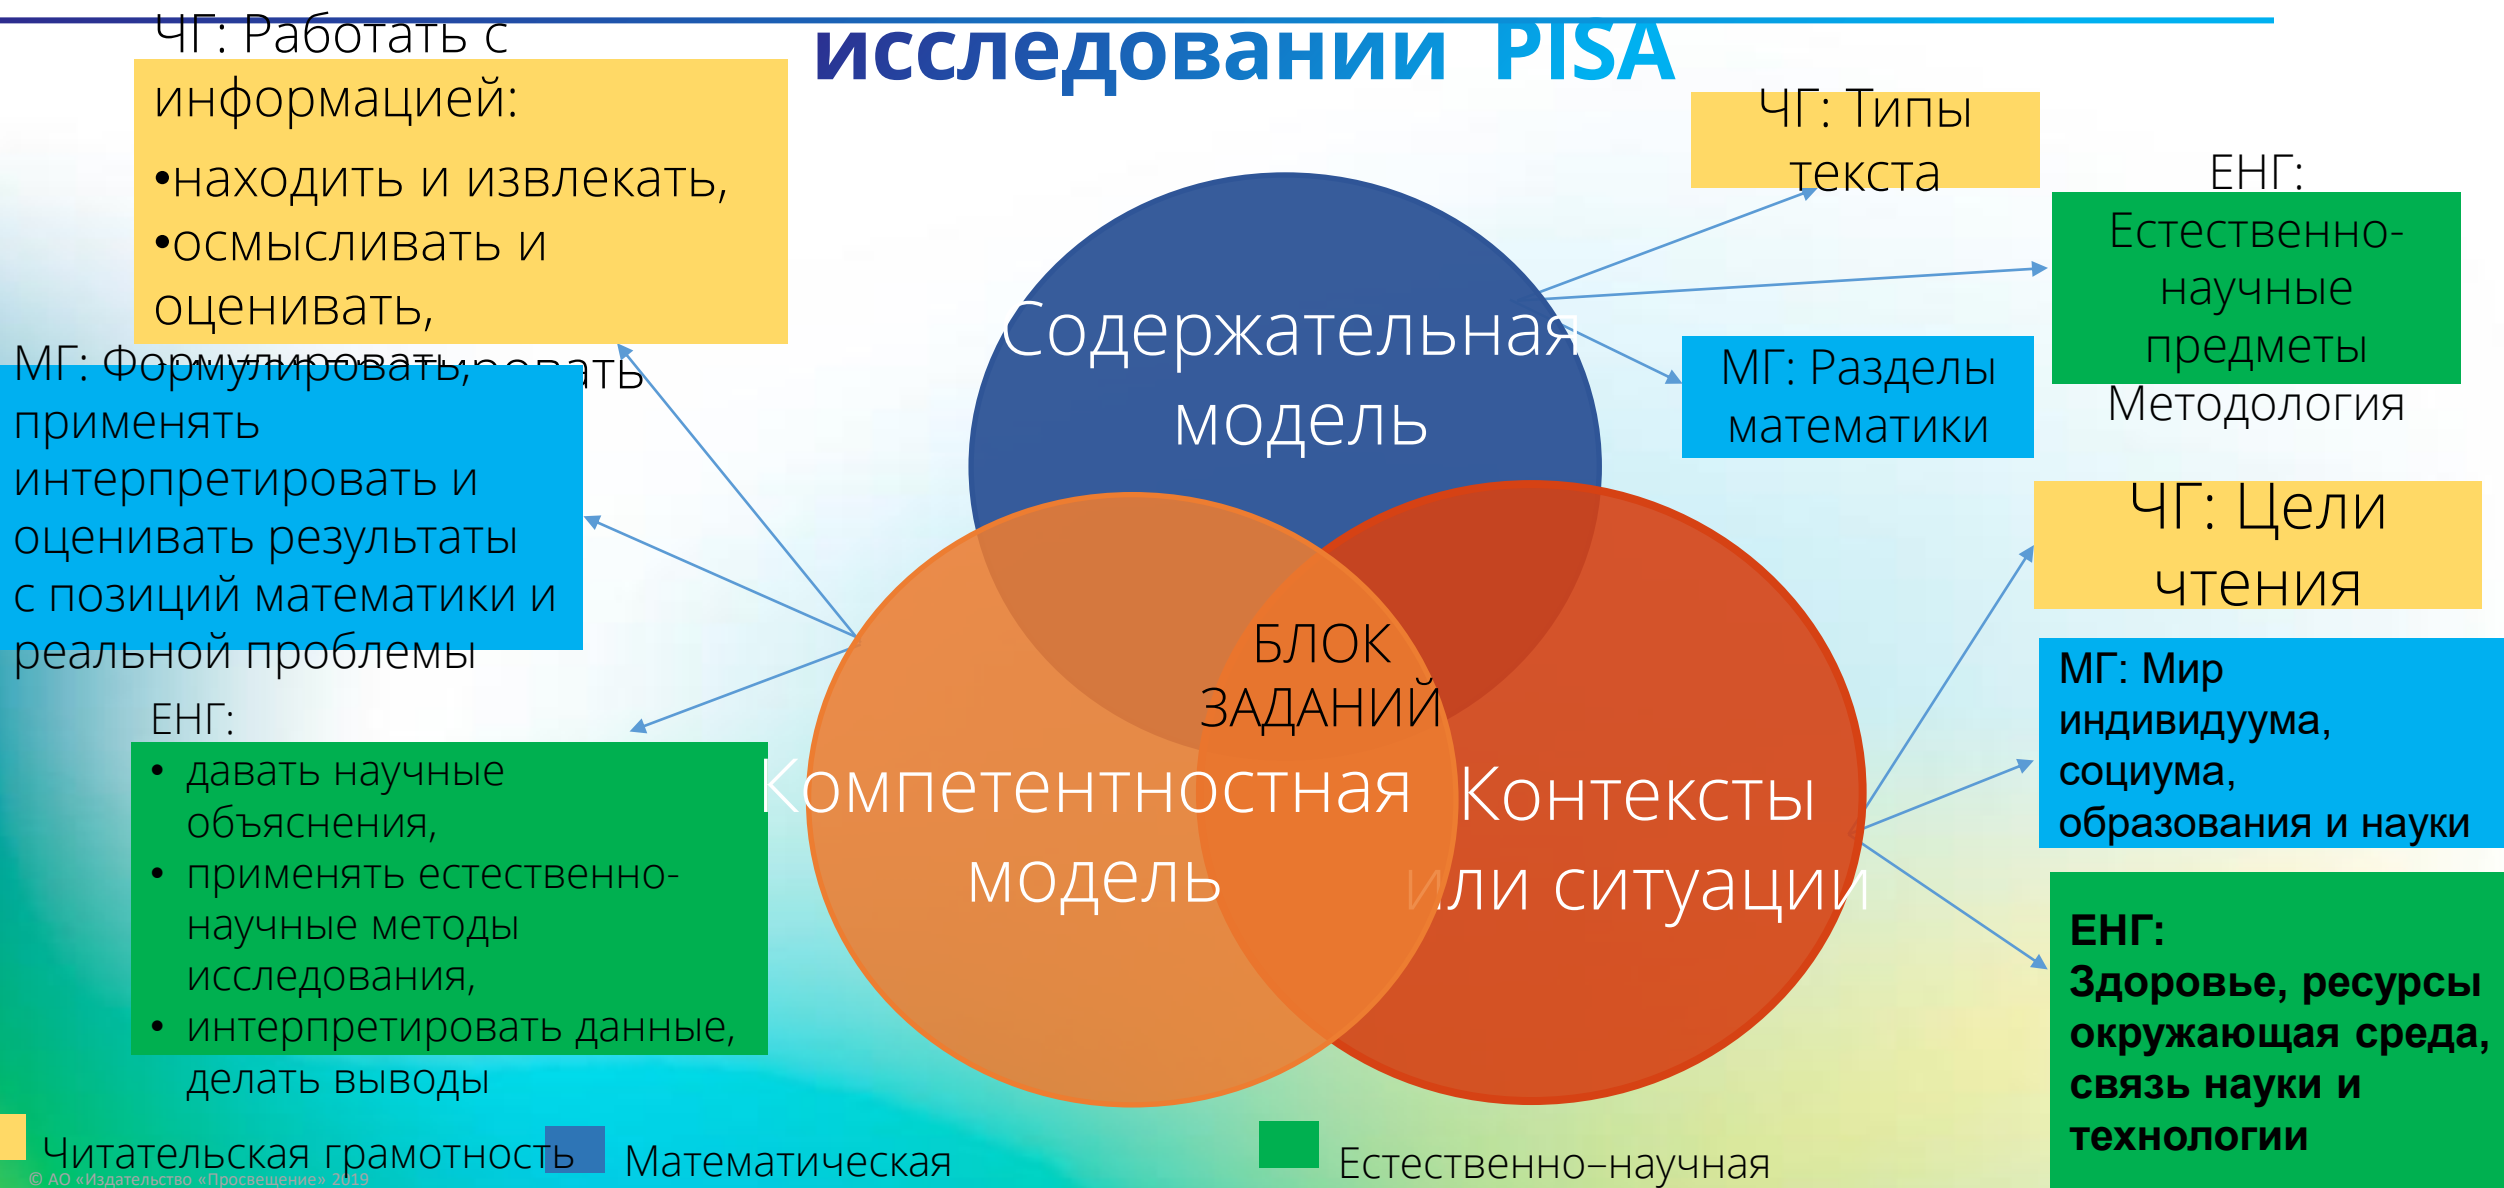 исследовании PISA
ЧГ: Работать с
информацией:
•находить и извлекать,
•осмысливать и
оценивать,
МГ: Формулировать,
применять
интерпретировать и
оценивать результаты
с позиций математики и
реальной проблемы
ЕНГ:
• давать научные
объяснения,
• применять естественно-
научные методы
исследования,
• интерпретировать данные,
делать выводы
Содержательная
модель
БЛОК
ЗАДАНИЙ
Компетентностная
модель
Контексты
или ситуации
ЧГ: Типы
текста
ЕНГ:
Естественно-
научные
предметы
Методология
МГ: Разделы
математики
ЧГ: Цели
чтения
МГ: Мир
индивидуума,
социума,
образования и науки
ЕНГ:
Здоровье, ресурсы
окружающая среда,
связь науки и
технологии
Читательская грамотность
Математическая
Естественно–научная
© АО «Издательство «Просвещение» 2019